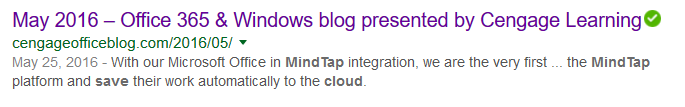 May 2016 – Office 365 & Windows blog presented by Cengage Learning
cengageofficeblog.com/2016/05/
May 25, 2016 - With our Microsoft Office in MindTap integration, we are the very first ... the MindTap
platform and save their work automatically to the cloud.